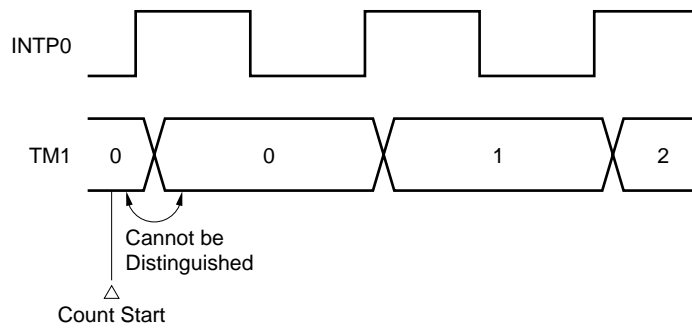 INTP0
TM1
0
0
1
2
Cannot be
Distinguished
Count Start